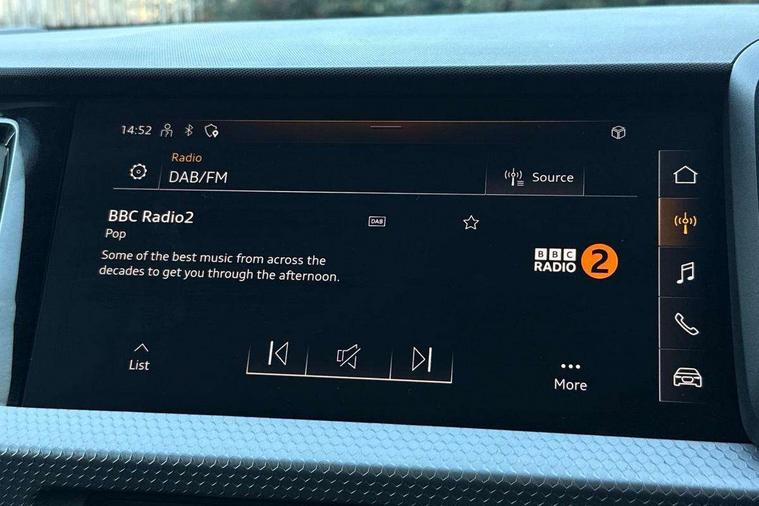 14:52
Radio
DAB/FM
Source
BBC Radio2
DAB
Pop
Some of the best music from across the
decades to get you through the afternoon.
BBC
RADIO 2
List
More